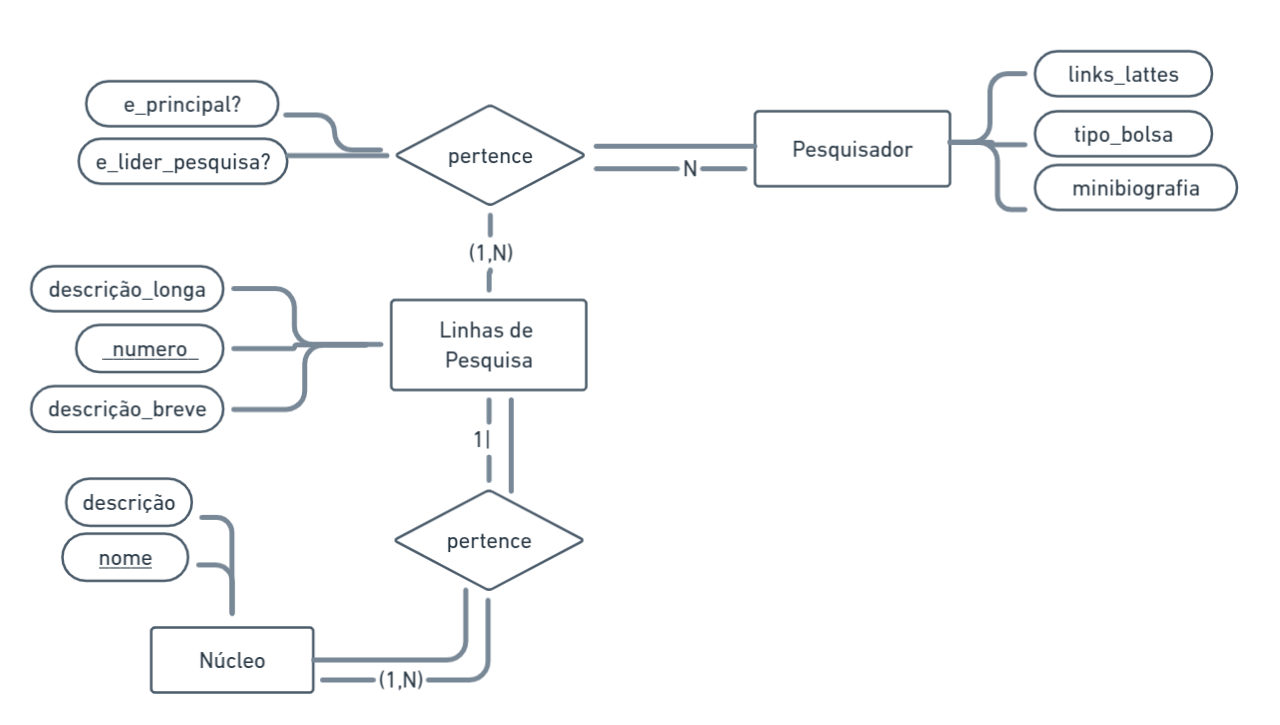 links_lattes
e_principal?
tipo_bolsa
pertence
Pesquisador
e_lider_pesquisa?
N
minibiografia
(1,N)
descrição_longa
Linhas de
Pesquisa
_numero_
descrição_breve
1|
descrição
pertence
nome
Núcleo
(1,N)